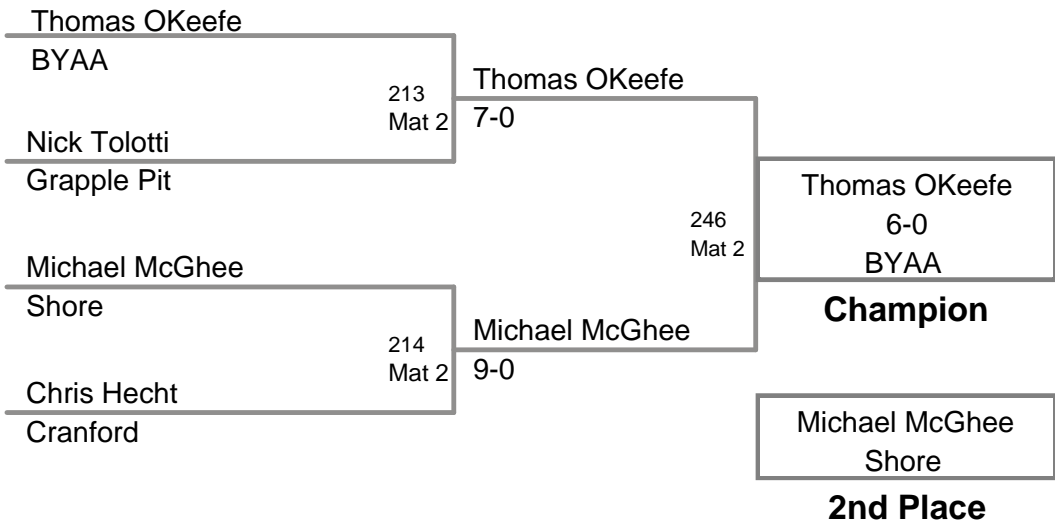 Thomas OKeefe
BYAA
213
Mat 2
Nick Tolotti
Grapple Pit
Thomas OKeefe
7-0
Michael McGhee
Shore
214
Mat 2
Chris Hecht
Cranford
Michael McGhee
9-0
246
Mat 2
Thomas OKeefe
6-0
BYAA
Champion
Michael McGhee
Shore
2nd Place